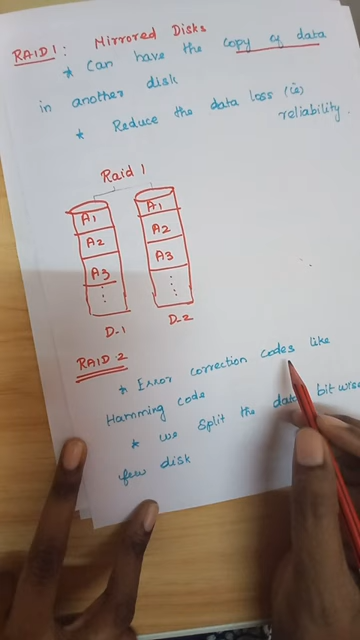 RAID 1 : Mirrored Disks
* Can have the copy of data
in another disk
* Reduce the data loss (ie)
reliability.
Raid 1
A1 A1
A2 A2
A3 A3
D-1 D-2
RAID 2
* Error correction codes like
Hamming code
* we split the data bit wise
few disk